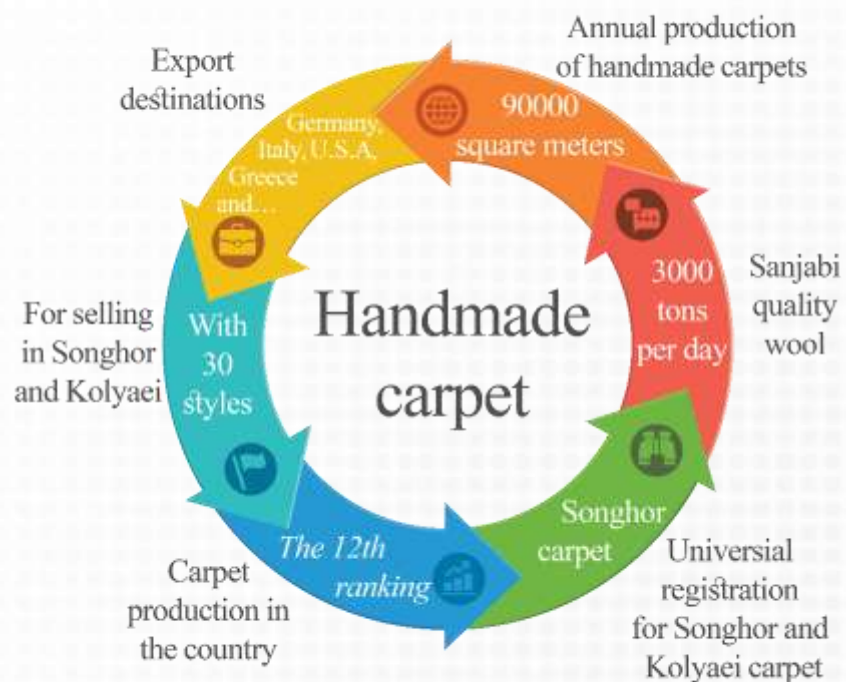 Handmade
carpet
Annual production
of handmade carpets
90000
square meters
Export
destinations
Germany,
Italy, U.S.A,
Greece
and...
For selling
in Songhor
and Kolyaei
With
30
styles
Carpet
production in
the country
The 12th
ranking
Universial
registration
for Songhor and
Kolyaei carpet
Songhor
carpet
Sanjabi
quality
wool
3000
tons
per day